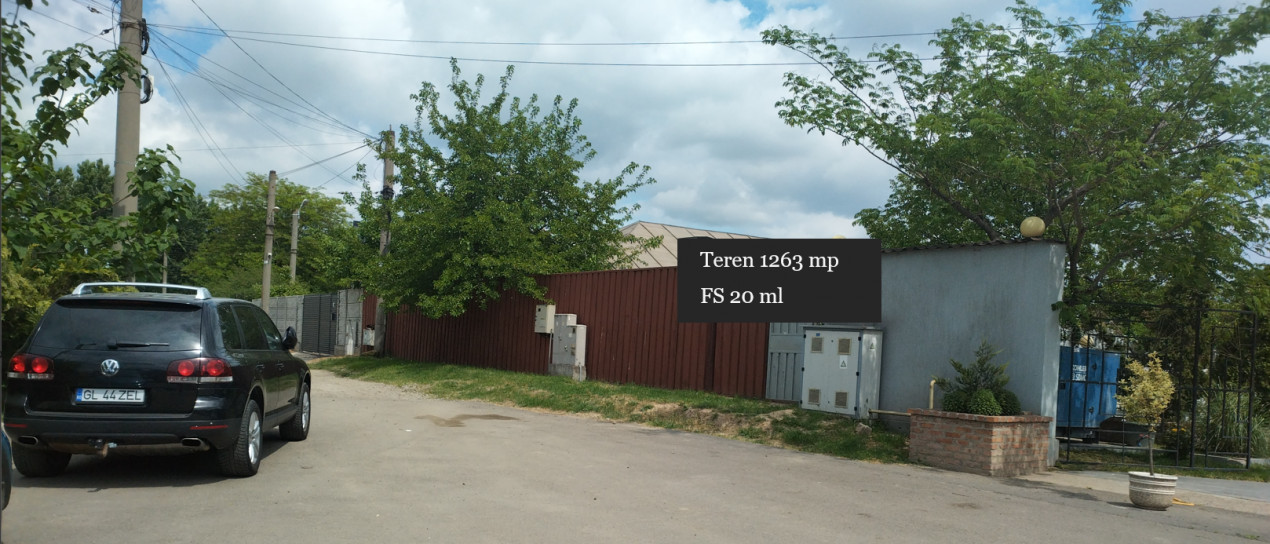 Teren 1263 mp
FS 20 ml
GL 44 ZEL